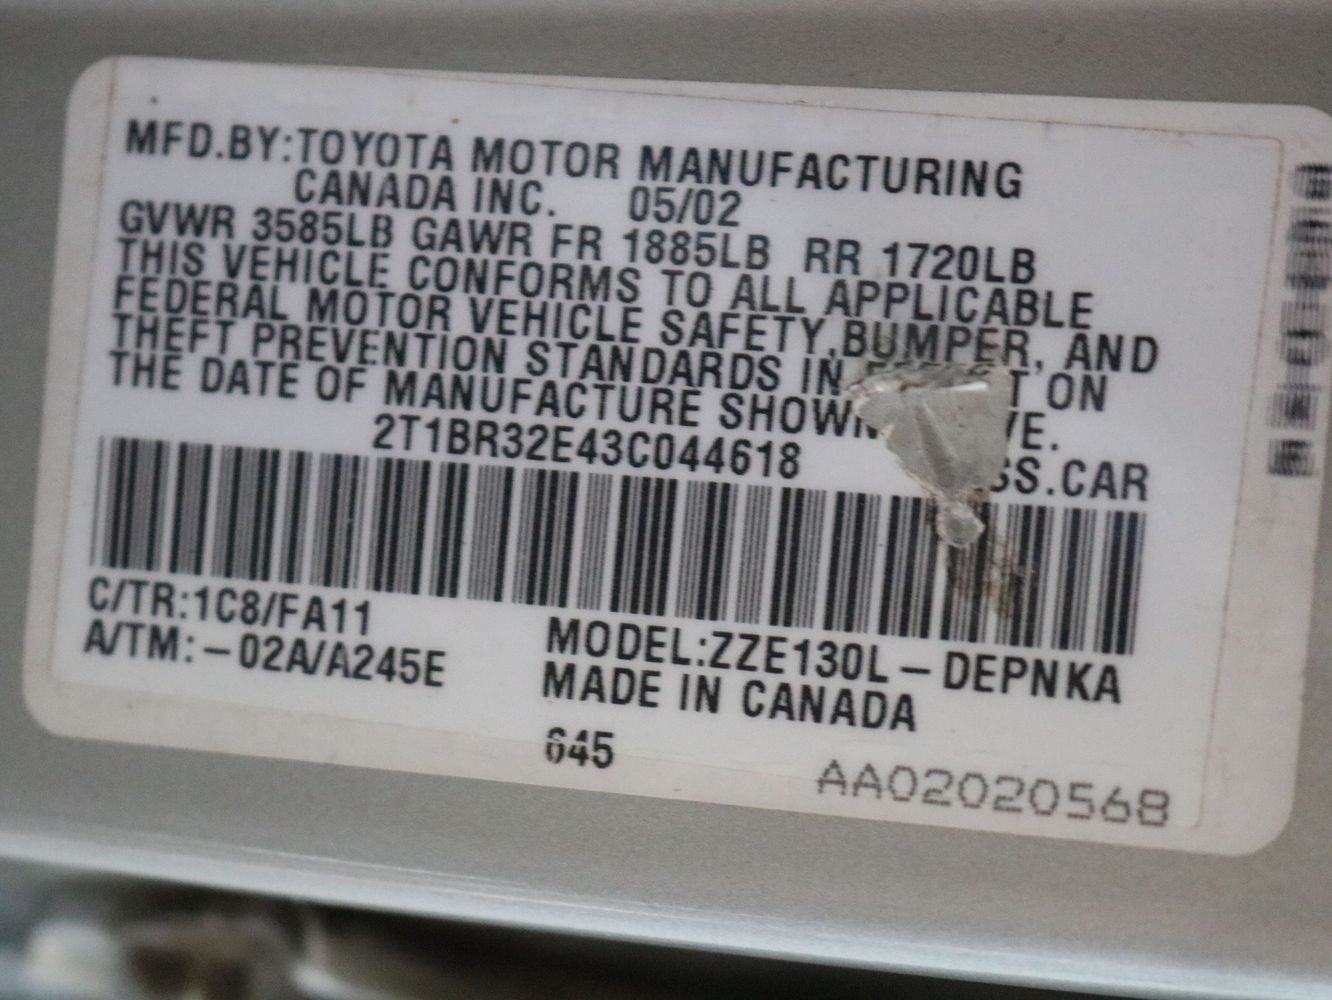 MFD.BY:TOYOTA MOTOR MANUFACTURING
CANADA INC. 05/02
GVWR 3585LB GAWR FR 1885LB RR 1720LB
THIS VEHICLE CONFORMS TO ALL APPLICABLE
FEDERAL MOTOR VEHICLE SAFETY,BUMPER, AND
THEFT PREVENTION STANDARDS IN ON
THE DATE OF MANUFACTURE SHOWN
2T1BR32E43C044618 SS.CAR
C/TR:1C8/FA11
A/TM:-02A/A245E
MODEL:ZZE130L-DEPNKA
MADE IN CANADA
645
AA02020568